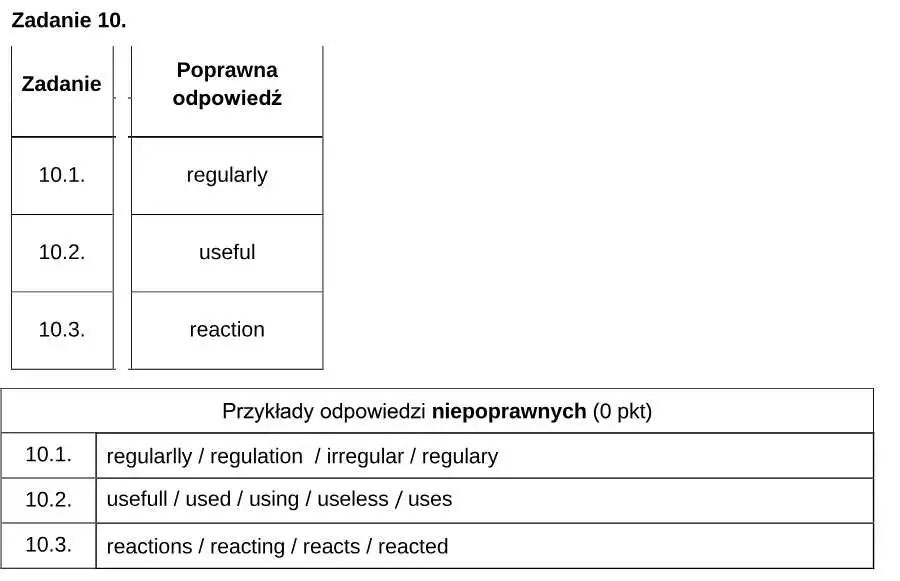 Zadanie 10.
Zadanie
Poprawna
odpowiedź
10.1.
regularly
10.2.
useful
10.3.
reaction
Przykłady odpowiedzi niepoprawnych (0 pkt)
10.1.
regularlly / regulation / irregular / regulary
10.2.
usefull / used / using / useless / uses
10.3.
reactions / reacting / reacts / reacted